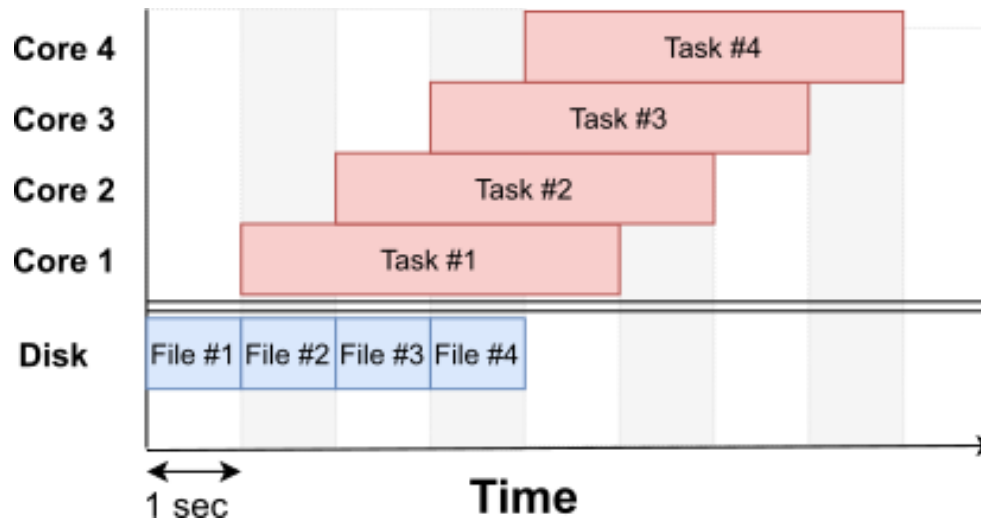 Core 4 Task #4
Core 3 Task #3
Core 2 Task #2
Core 1 Task #1
Disk File #1 File #2 File #3 File #4
1 sec Time